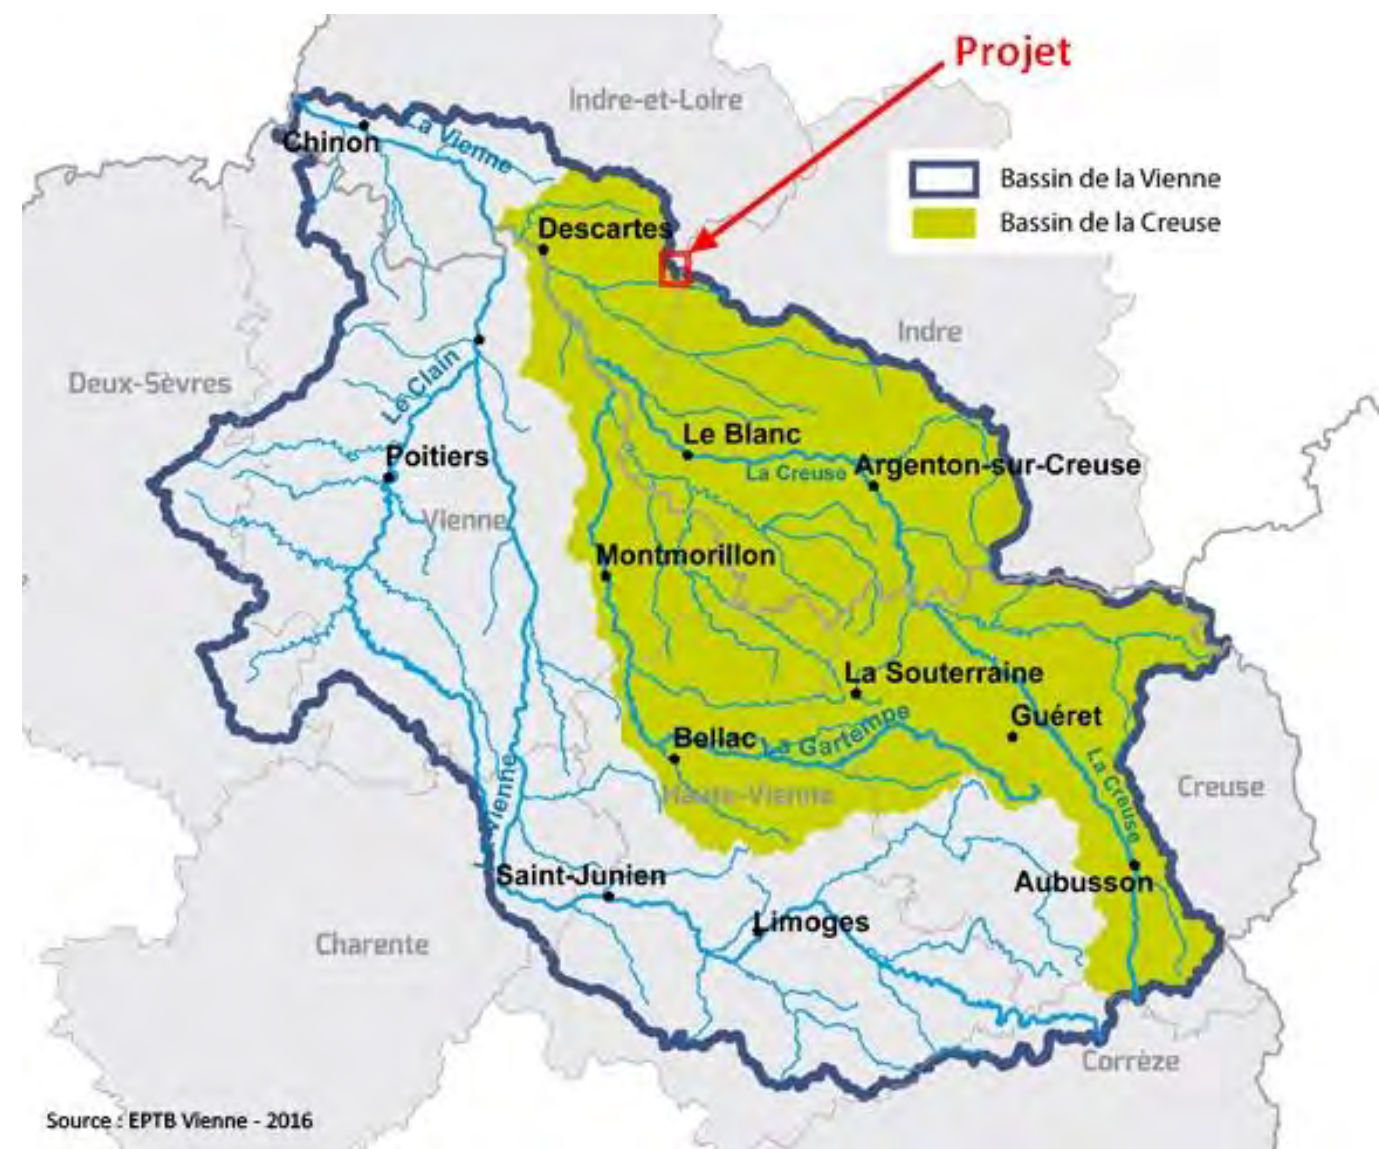 Projet
Indre-et-Loire
Chinon
La Vienne
Bassin de la Vienne
Bassin de la Creuse
Descartes
Indre
Deux-Sèvres
Le Clain
Le Blanc
Poitiers
La Creuse
Argenton-sur-Creuse
Vienne
Montmorillon
La Souterraine
Guéret
La Gartempe
Bellac
Haute-Vienne
La Creuse
Creuse
La Vienne
Saint-Junien
Aubusson
Limoges
Charente
Corrèze
Source : EPTB Vienne - 2016